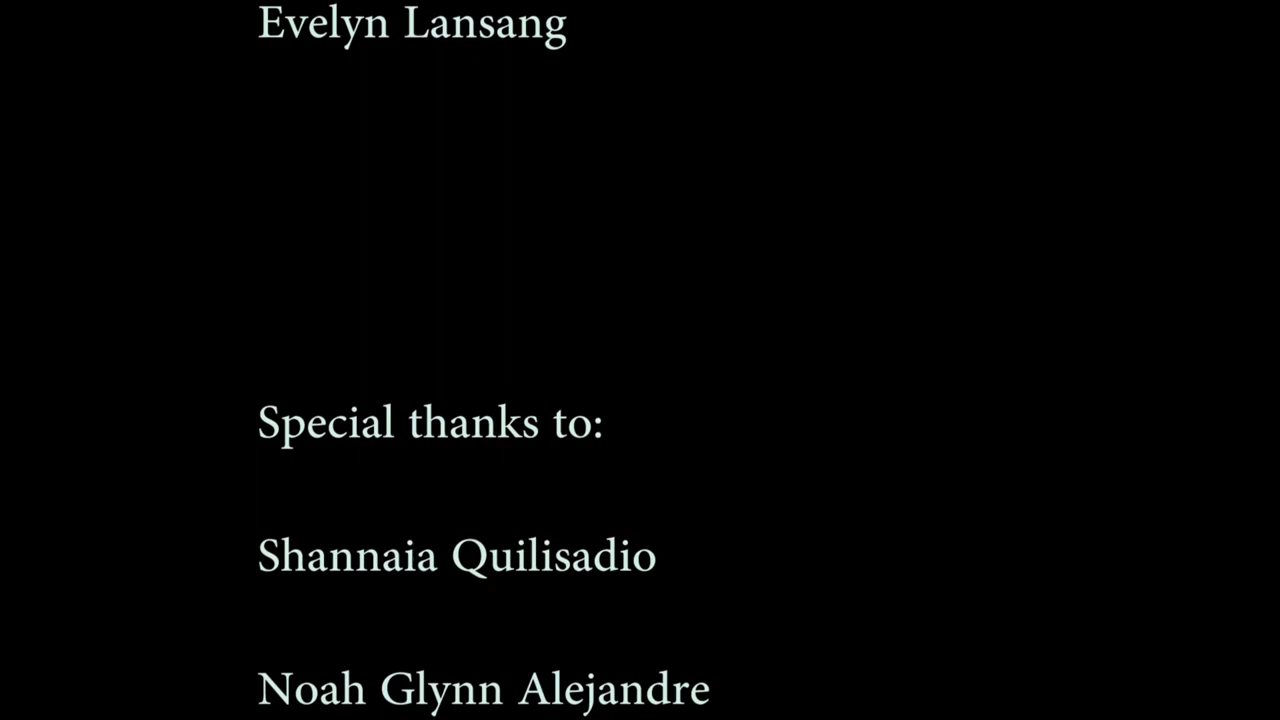 Evelyn Lansang
Special thanks to:
Shannaia Quilisadio
Noah Glynn Alejandre